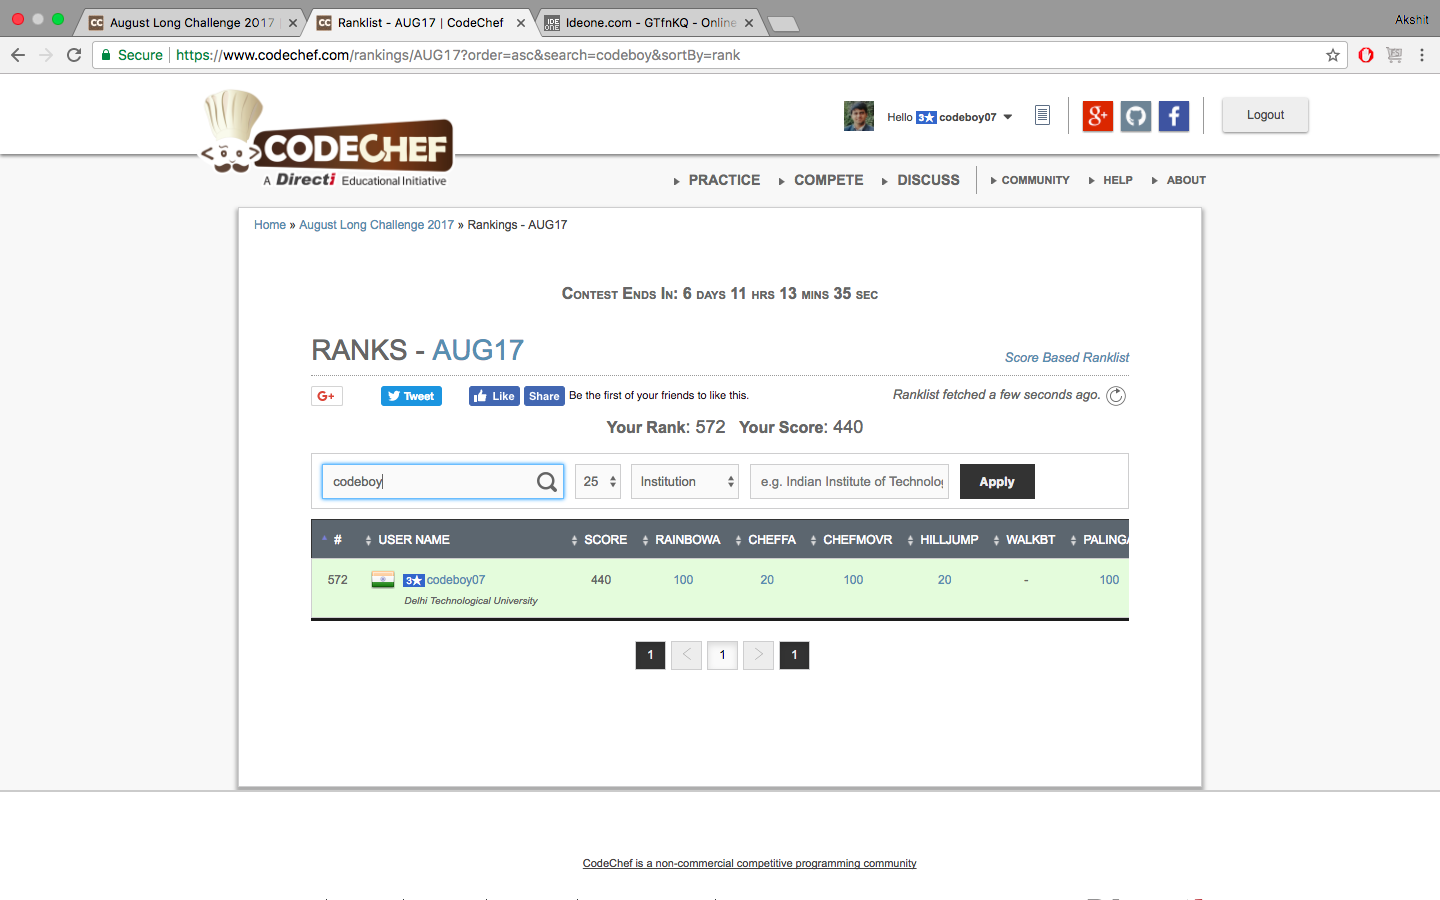 August Long Challenge 2017
Ranklist - AUG17 | CodeChef
Ideone.com - GTfnKQ - Online
Akshit
Secure
https://www.codechef.com/rankings/AUG17?order=asc&search=codeboy&sortBy=rank
CODECHEF
A Directi Educational Initiative
Hello 3★ codeboy07
Logout
PRACTICE COMPETE DISCUSS COMMUNITY HELP ABOUT
Home » August Long Challenge 2017 » Rankings - AUG17
Contest Ends In: 6 days 11 hrs 13 mins 35 sec
RANKS - AUG17
Score Based Ranklist
G+ Tweet Like Share Be the first of your friends to like this.
Ranklist fetched a few seconds ago.
Your Rank: 572 Your Score: 440
codeboy 25 Institution e.g. Indian Institute of Technolog Apply
# USER NAME SCORE RAINBOWA CHEFFA CHEFMOVR HILLJUMP WALKBT PALINGA
572 3★ codeboy07 440 100 20 100 20 - 100
Delhi Technological University
1 < 1 > 1
CodeChef is a non-commercial competitive programming community